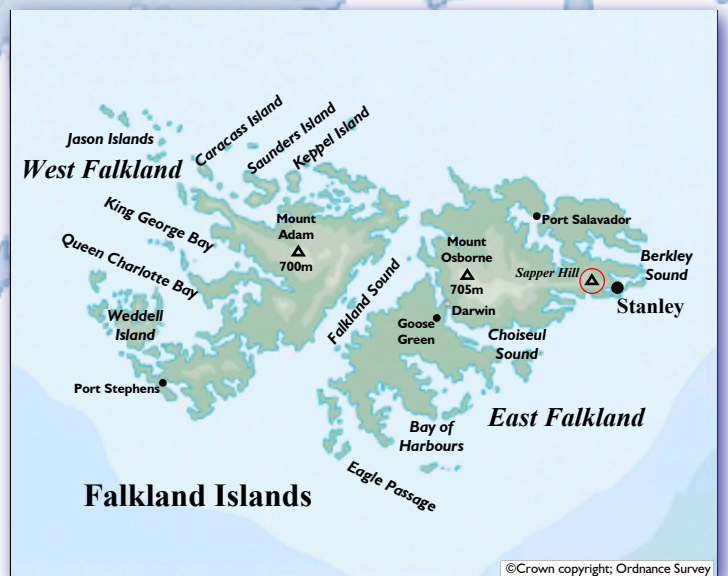 Jason Islands
West Falkland
Caracass Island
Saunders Island
Keppel Island
King George Bay
Queen Charlotte Bay
Mount
Adam
700m
Weddell
Island
Port Stephens
Falkland Sound
Port Salavador
Mount
Osborne
705m
Sapper Hill
Berkley
Sound
Stanley
Darwin
Goose
Green
Choiseul
Sound
East Falkland
Bay of
Harbours
Eagle Passage
Falkland Islands
©Crown copyright; Ordnance Survey